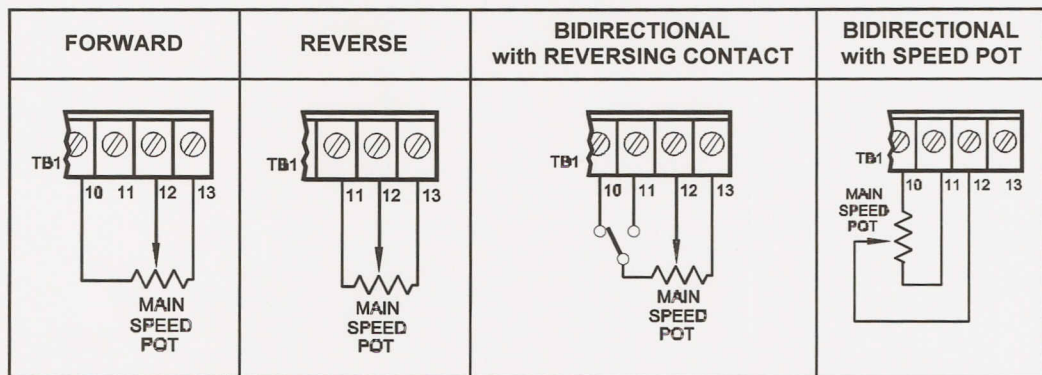 FORWARD
REVERSE
BIDIRECTIONAL
with REVERSING CONTACT
BIDIRECTIONAL
with SPEED POT
TB1
10 11 12 13
MAIN
SPEED
POT
TB1
11 12 13
MAIN
SPEED
POT
TB1
10 11 12 13
MAIN
SPEED
POT
TB1
10 11 12 13
MAIN
SPEED
POT